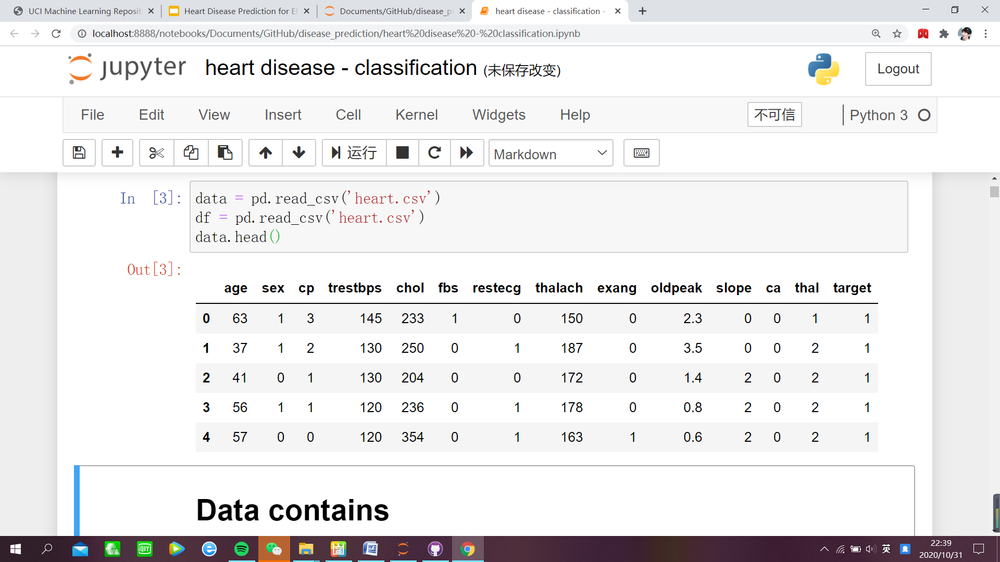 UCI Machine Learning Reposit
Heart Disease Prediction for E
Documents/GitHub/disease_p
heart disease - classification -
localhost:8888/notebooks/Documents/GitHub/disease_prediction/heart%20disease%20-%20classification.ipynb
jupyter heart disease - classification (未保存改变)
Logout
File Edit View Insert Cell Kernel Widgets Help 不可信 Python 3
运行 Markdown
In [3]: data = pd.read_csv('heart.csv')
df = pd.read_csv('heart.csv')
data.head()
Out[3]:
age sex cp trestbps chol fbs restecg thalach exang oldpeak slope ca thal target
0 63 1 3 145 233 1 0 150 0 2.3 0 0 1 1
1 37 1 2 130 250 0 1 187 0 3.5 0 0 2 1
2 41 0 1 130 204 0 0 172 0 1.4 2 0 2 1
3 56 1 1 120 236 0 1 178 0 0.8 2 0 2 1
4 57 0 0 120 354 0 1 163 1 0.6 2 0 2 1
Data contains
QIYI
英
22:39
2020/10/31